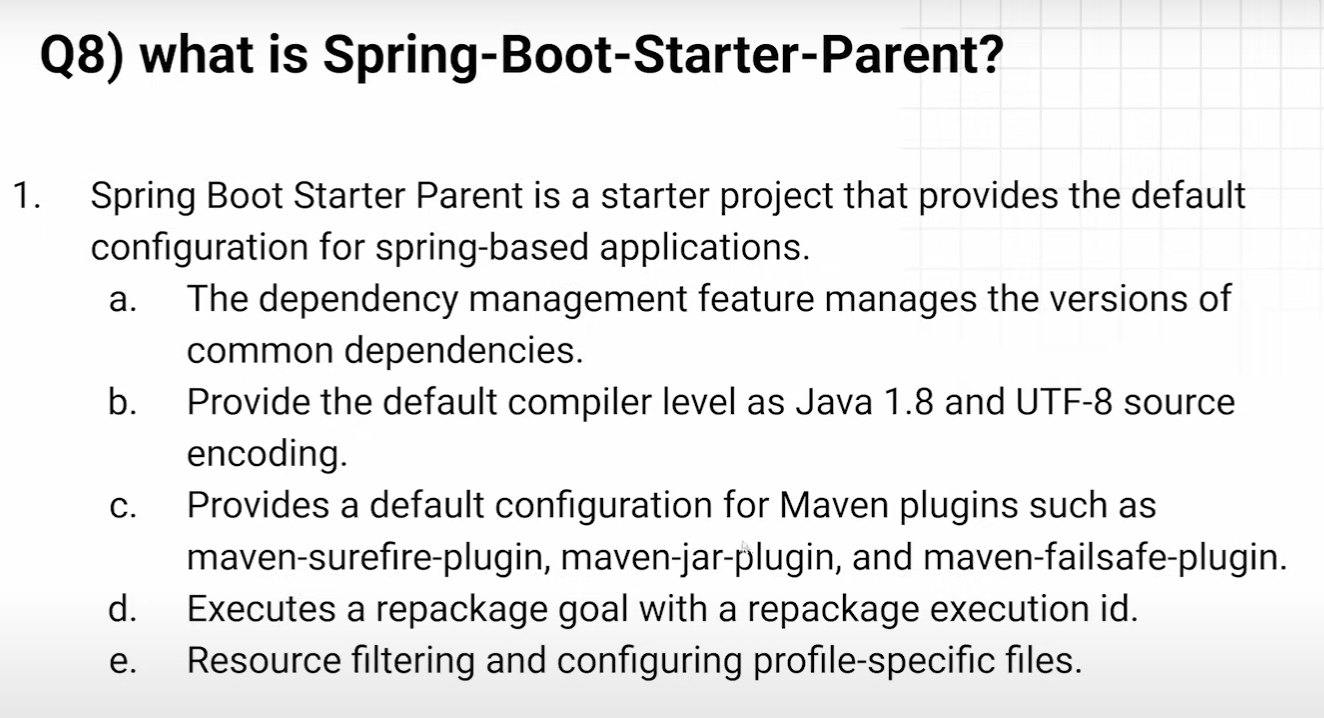 Q8) what is Spring-Boot-Starter-Parent?
1. Spring Boot Starter Parent is a starter project that provides the default
configuration for spring-based applications.
a. The dependency management feature manages the versions of
common dependencies.
b. Provide the default compiler level as Java 1.8 and UTF-8 source
encoding.
c. Provides a default configuration for Maven plugins such as
maven-surefire-plugin, maven-jar-plugin, and maven-failsafe-plugin.
d. Executes a repackage goal with a repackage execution id.
e. Resource filtering and configuring profile-specific files.